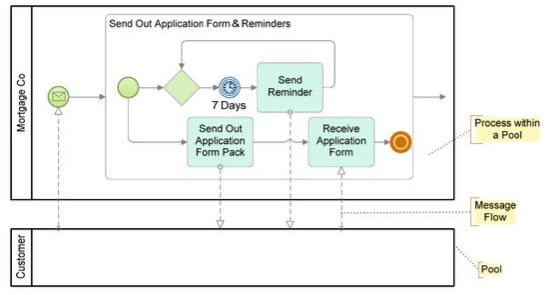 Send Out Application Form & Reminders
Mortgage Co
7 Days
Send
Reminder
Send Out
Application
Form Pack
Receive
Application
Form
Process within
a Pool
Message
Flow
Customer
Pool